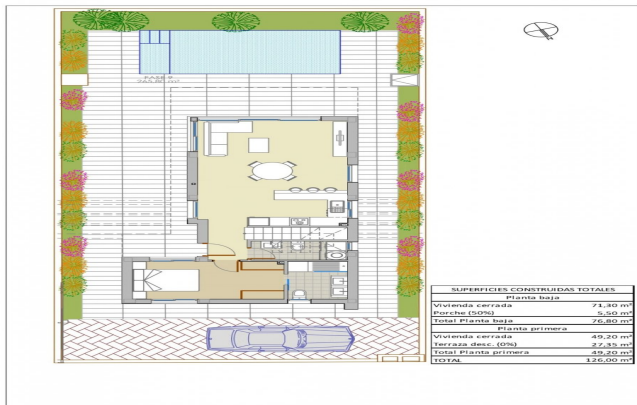 SUPERFICIES CONSTRUIDAS TOTALES
Planta baja
Vivienda cerrada 71,30 m²
Porche (50%) 5,50 m²
Total Planta baja 76,80 m²
Planta primera
Vivienda cerrada 49,20 m²
Terraza desc. (0%) 27,35 m²
Total Planta primera 49,20 m²
TOTAL 126,00 m²